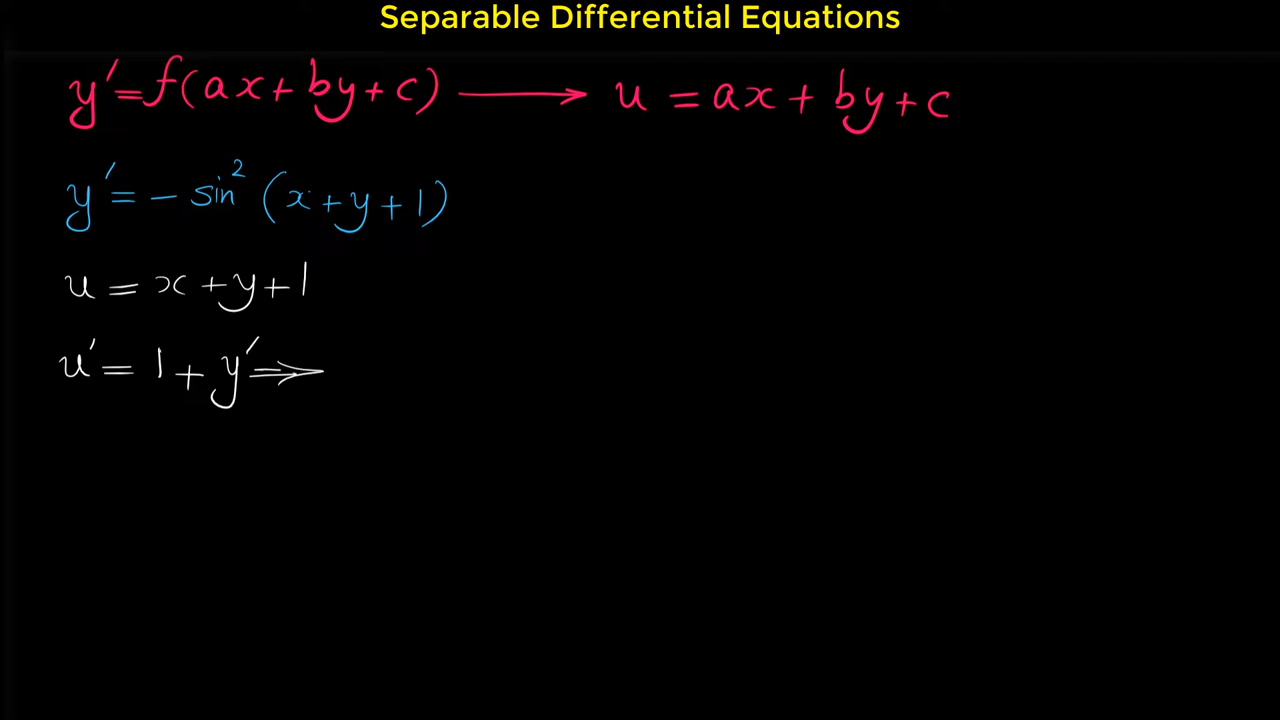 Separable Differential Equations
y' = f(ax + by + c) ⟶ u = ax + by + c
y' = - sin² (x + y + 1)
u = x + y + 1
u' = 1 + y' ⇒